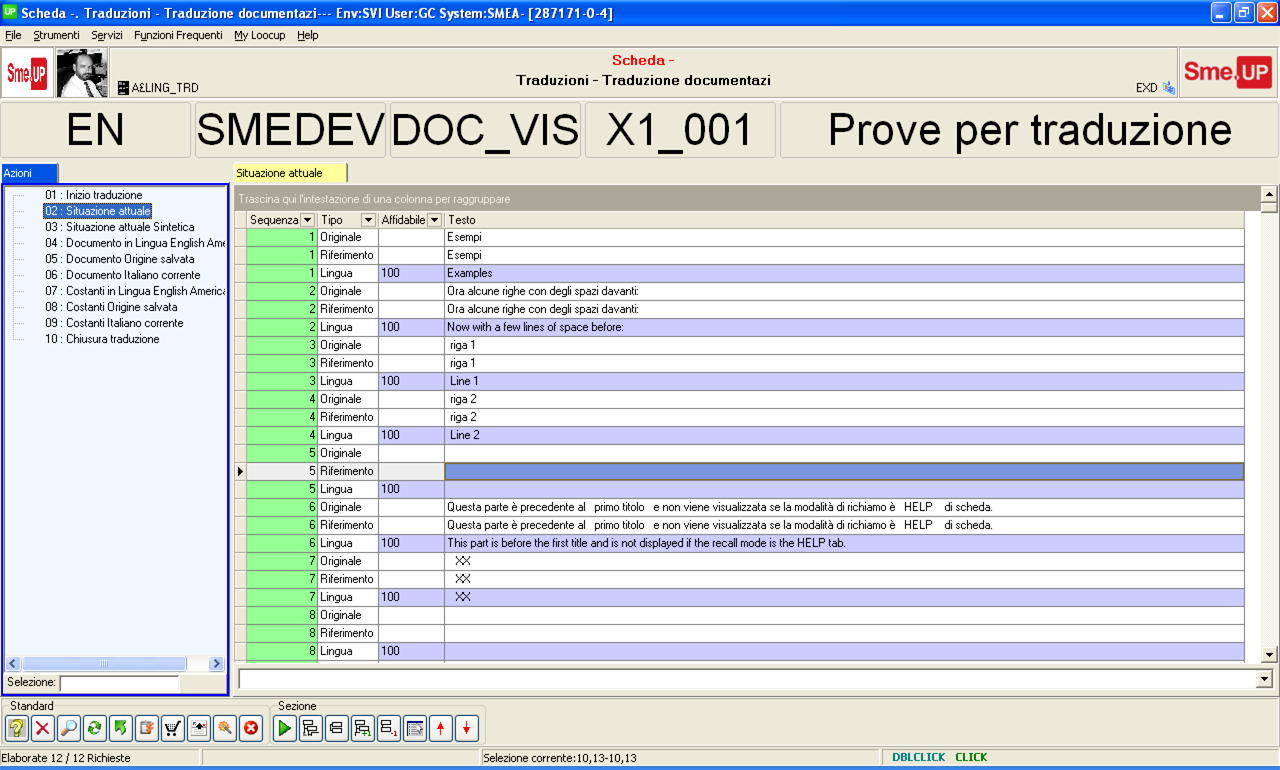 Scheda -. Traduzioni - Traduzione documentazi--- Env:SVI User:GC System:SMEA- [287171-0-4]
File Strumenti Servizi Funzioni Frequenti My Loocup Help
Sme.UP
Scheda -
Traduzioni - Traduzione documentazi
A£LING_TRD
EXD
Sme.UP
EN SMEDEV DOC_VIS X1_001 Prove per traduzione
Azioni
Situazione attuale
01 : Inizio traduzione
02 : Situazione attuale
03 : Situazione attuale Sintetica
04 : Documento in Lingua English Ame
05 : Documento Origine salvata
06 : Documento Italiano corrente
07 : Costanti in Lingua English America
08 : Costanti Origine salvata
09 : Costanti Italiano corrente
10 : Chiusura traduzione
Selezione:
Trascina qui l'intestazione di una colonna per raggruppare
Sequenza Tipo Affidabile Testo
1 Originale Esempi
1 Riferimento Esempi
1 Lingua 100 Examples
2 Originale Ora alcune righe con degli spazi davanti:
2 Riferimento Ora alcune righe con degli spazi davanti:
2 Lingua 100 Now with a few lines of space before:
3 Originale riga 1
3 Riferimento riga 1
3 Lingua 100 Line 1
4 Originale riga 2
4 Riferimento riga 2
4 Lingua 100 Line 2
5 Originale
5 Riferimento
5 Lingua 100
6 Originale Questa parte è precedente al primo titolo e non viene visualizzata se la modalità di richiamo è HELP di scheda.
6 Riferimento Questa parte è precedente al primo titolo e non viene visualizzata se la modalità di richiamo è HELP di scheda.
6 Lingua 100 This part is before the first title and is not displayed if the recall mode is the HELP tab.
7 Originale XX
7 Riferimento XX
7 Lingua 100 XX
8 Originale
8 Riferimento
8 Lingua 100
Standard
Sezione
Elaborate 12 / 12 Richieste
Selezione corrente:10,13-10,13
DBLCLICK CLICK